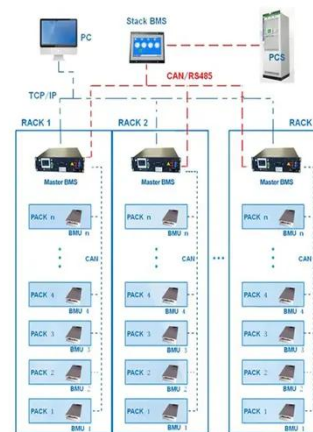 Stack BMS
PC
PCS
CAN/RS485
TCP/IP
RACK 1
RACK 2
RACK
Master BMS
Master BMS
Master BMS
PACK n
BMU n
PACK n
BMU n
PACK n
BMU n
CAN
CAN
CAN
PACK 4
BMU 4
PACK 4
BMU 4
PACK 4
BMU 4
PACK 3
BMU 3
PACK 3
BMU 3
PACK 3
BMU 3
PACK 2
BMU 2
PACK 2
BMU 2
PACK 2
BMU 2
PACK 1
BMU 1
PACK 1
BMU 1
PACK 1
BMU 1